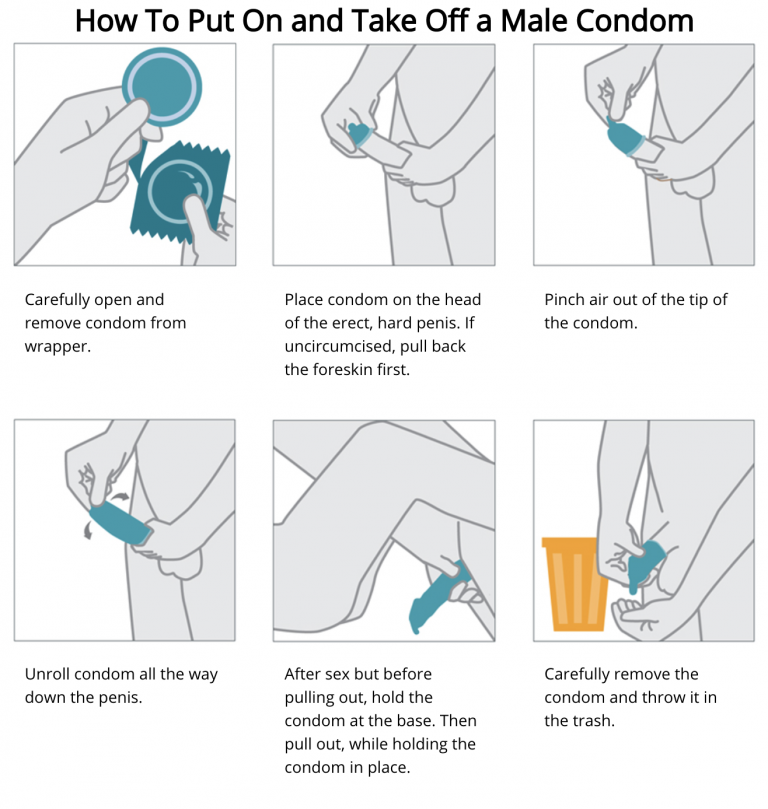 How To Put On and Take Off a Male Condom
Carefully open and
remove condom from
wrapper.
Place condom on the head
of the erect, hard penis. If
uncircumcised, pull back
the foreskin first.
Pinch air out of the tip of
the condom.
Unroll condom all the way
down the penis.
After sex but before
pulling out, hold the
condom at the base. Then
pull out, while holding the
condom in place.
Carefully remove the
condom and throw it in
the trash.